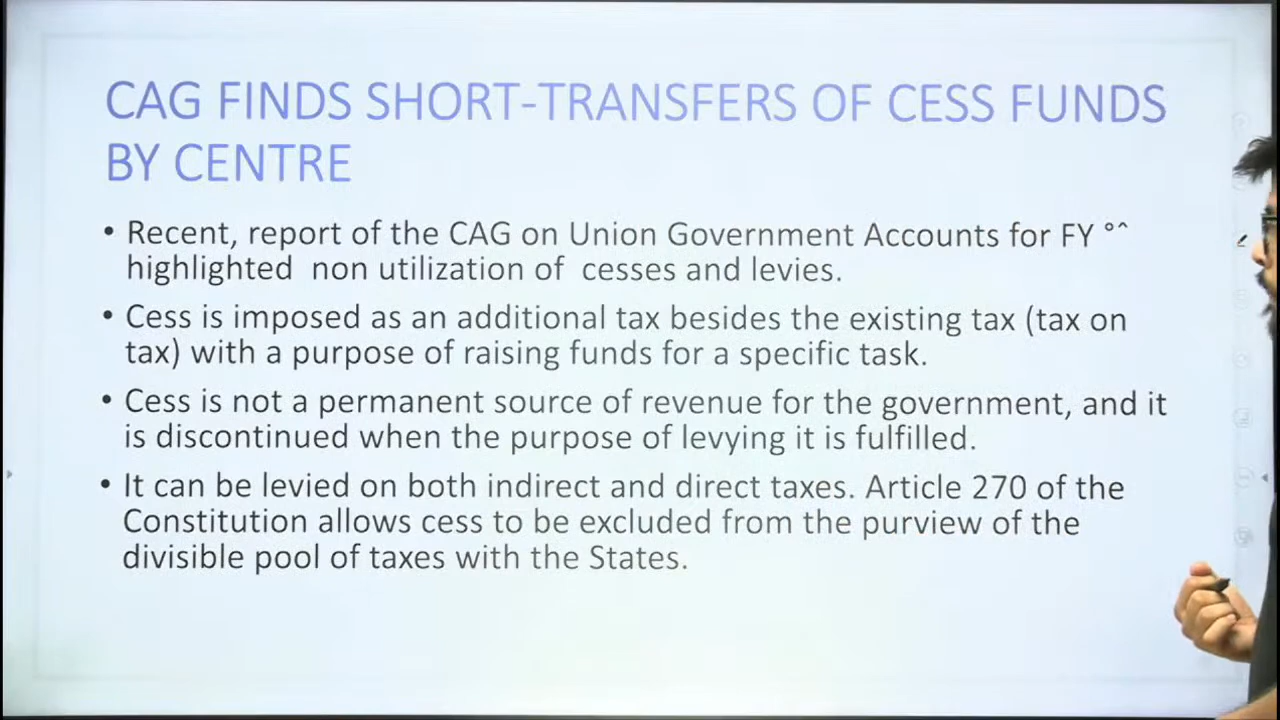 CAG FINDS SHORT-TRANSFERS OF CESS FUNDS
BY CENTRE
• Recent, report of the CAG on Union Government Accounts for FY
highlighted non utilization of cesses and levies.
• Cess is imposed as an additional tax besides the existing tax (tax on
tax) with a purpose of raising funds for a specific task.
• Cess is not a permanent source of revenue for the government, and it
is discontinued when the purpose of levying it is fulfilled.
• It can be levied on both indirect and direct taxes. Article 270 of the
Constitution allows cess to be excluded from the purview of the
divisible pool of taxes with the States.